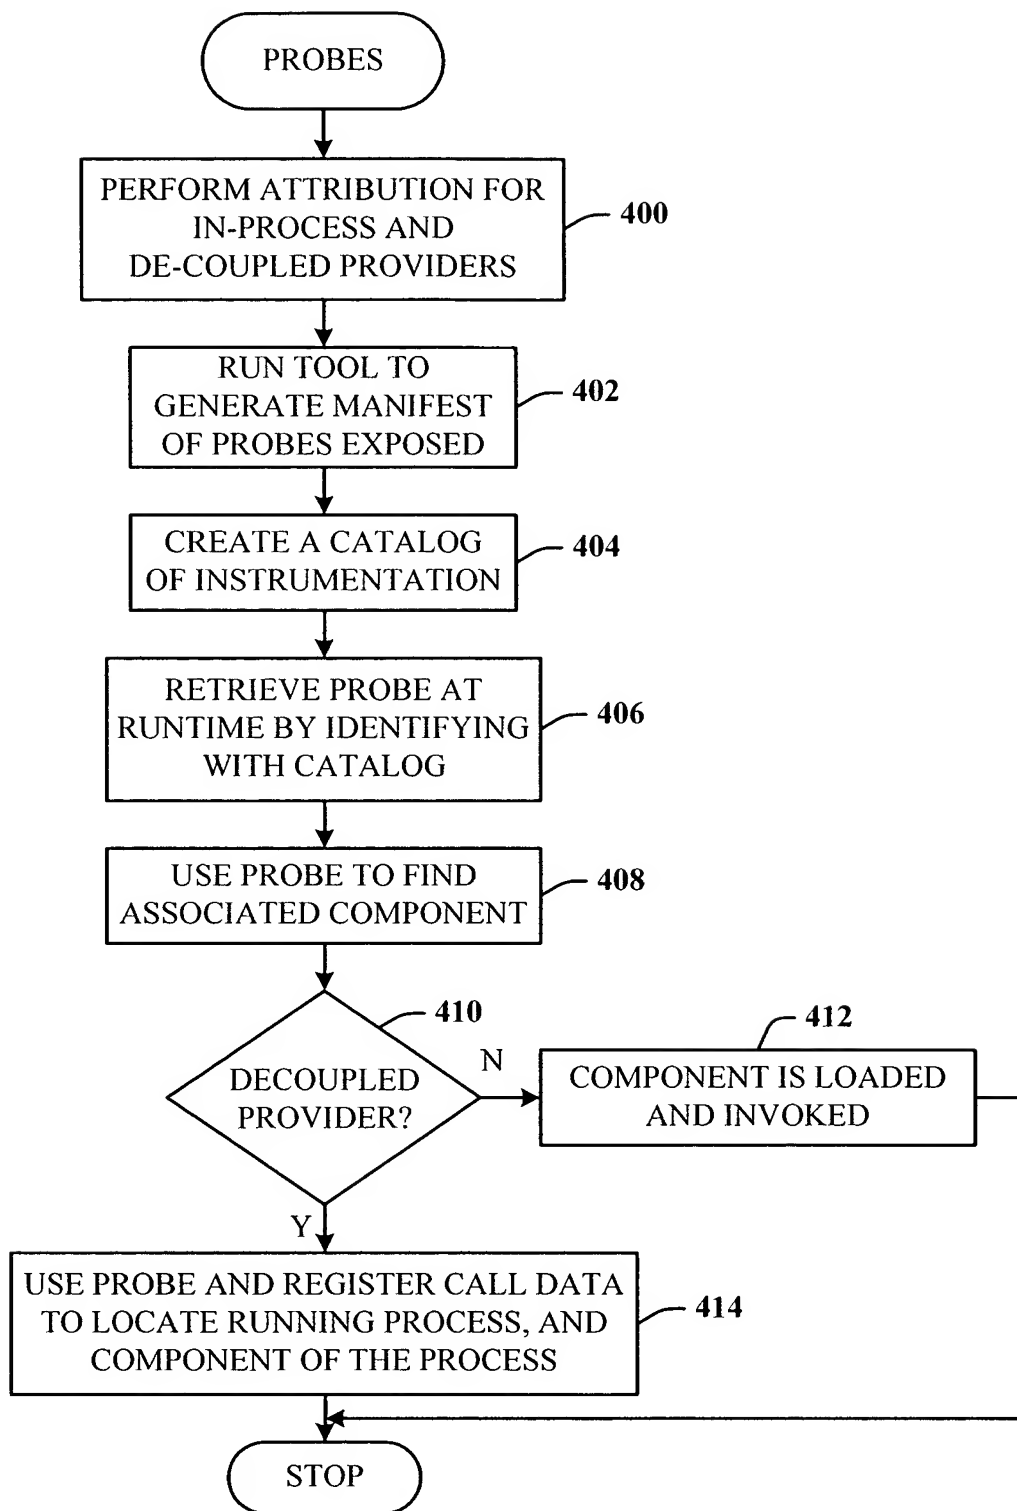 PROBES
PERFORM ATTRIBUTION FOR
IN-PROCESS AND
DE-COUPLED PROVIDERS
400
RUN TOOL TO
GENERATE MANIFEST
OF PROBES EXPOSED
402
CREATE A CATALOG
OF INSTRUMENTATION
404
RETRIEVE PROBE AT
RUNTIME BY IDENTIFYING
WITH CATALOG
406
USE PROBE TO FIND
ASSOCIATED COMPONENT
408
DECOUPLED
PROVIDER?
410
N
COMPONENT IS LOADED
AND INVOKED
412
Y
USE PROBE AND REGISTER CALL DATA
TO LOCATE RUNNING PROCESS, AND
COMPONENT OF THE PROCESS
414
STOP